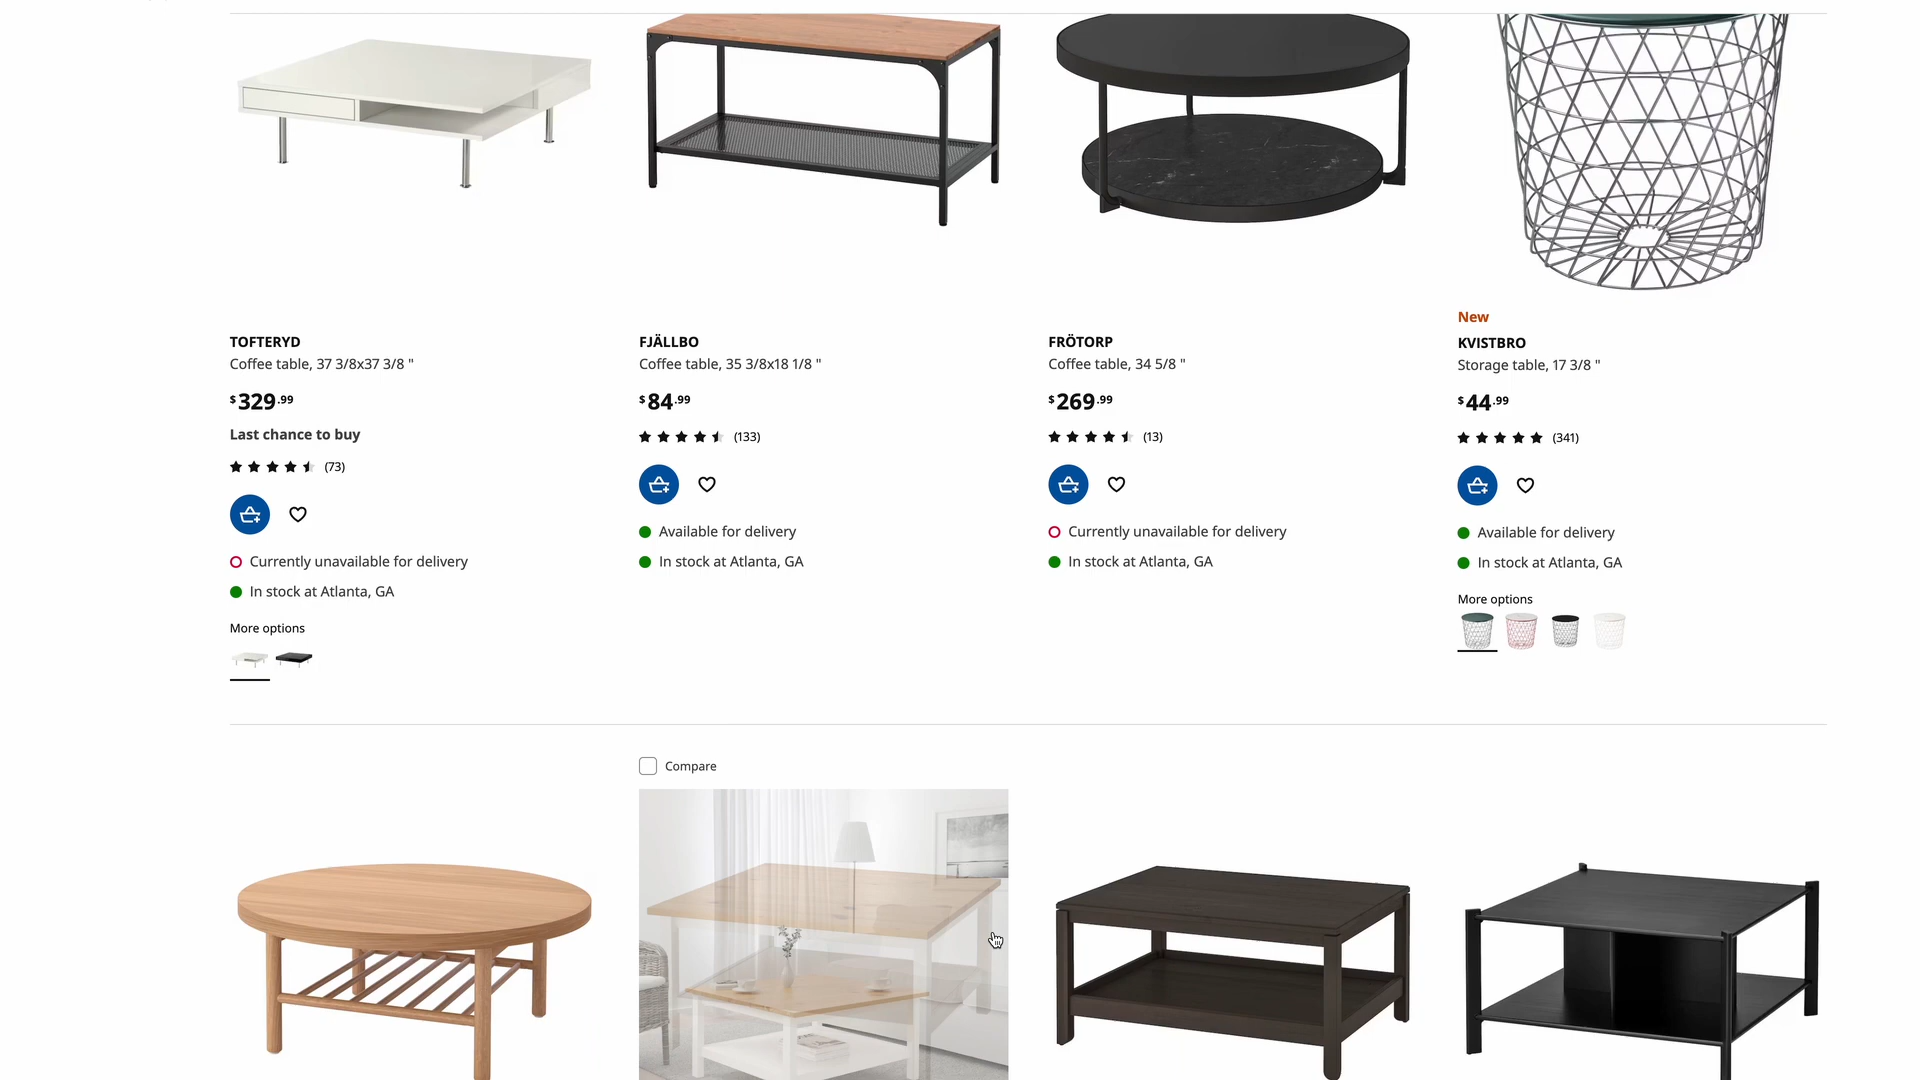 TOFTERYD
Coffee table, 37 3/8x37 3/8 "
$329.99
Last chance to buy
(73)
Currently unavailable for delivery
In stock at Atlanta, GA
More options
FJÄLLBO
Coffee table, 35 3/8x18 1/8 "
$84.99
(133)
Available for delivery
In stock at Atlanta, GA
FRÖTORP
Coffee table, 34 5/8 "
$269.99
(13)
Currently unavailable for delivery
In stock at Atlanta, GA
New
KVISTBRO
Storage table, 17 3/8 "
$44.99
(341)
Available for delivery
In stock at Atlanta, GA
More options
Compare